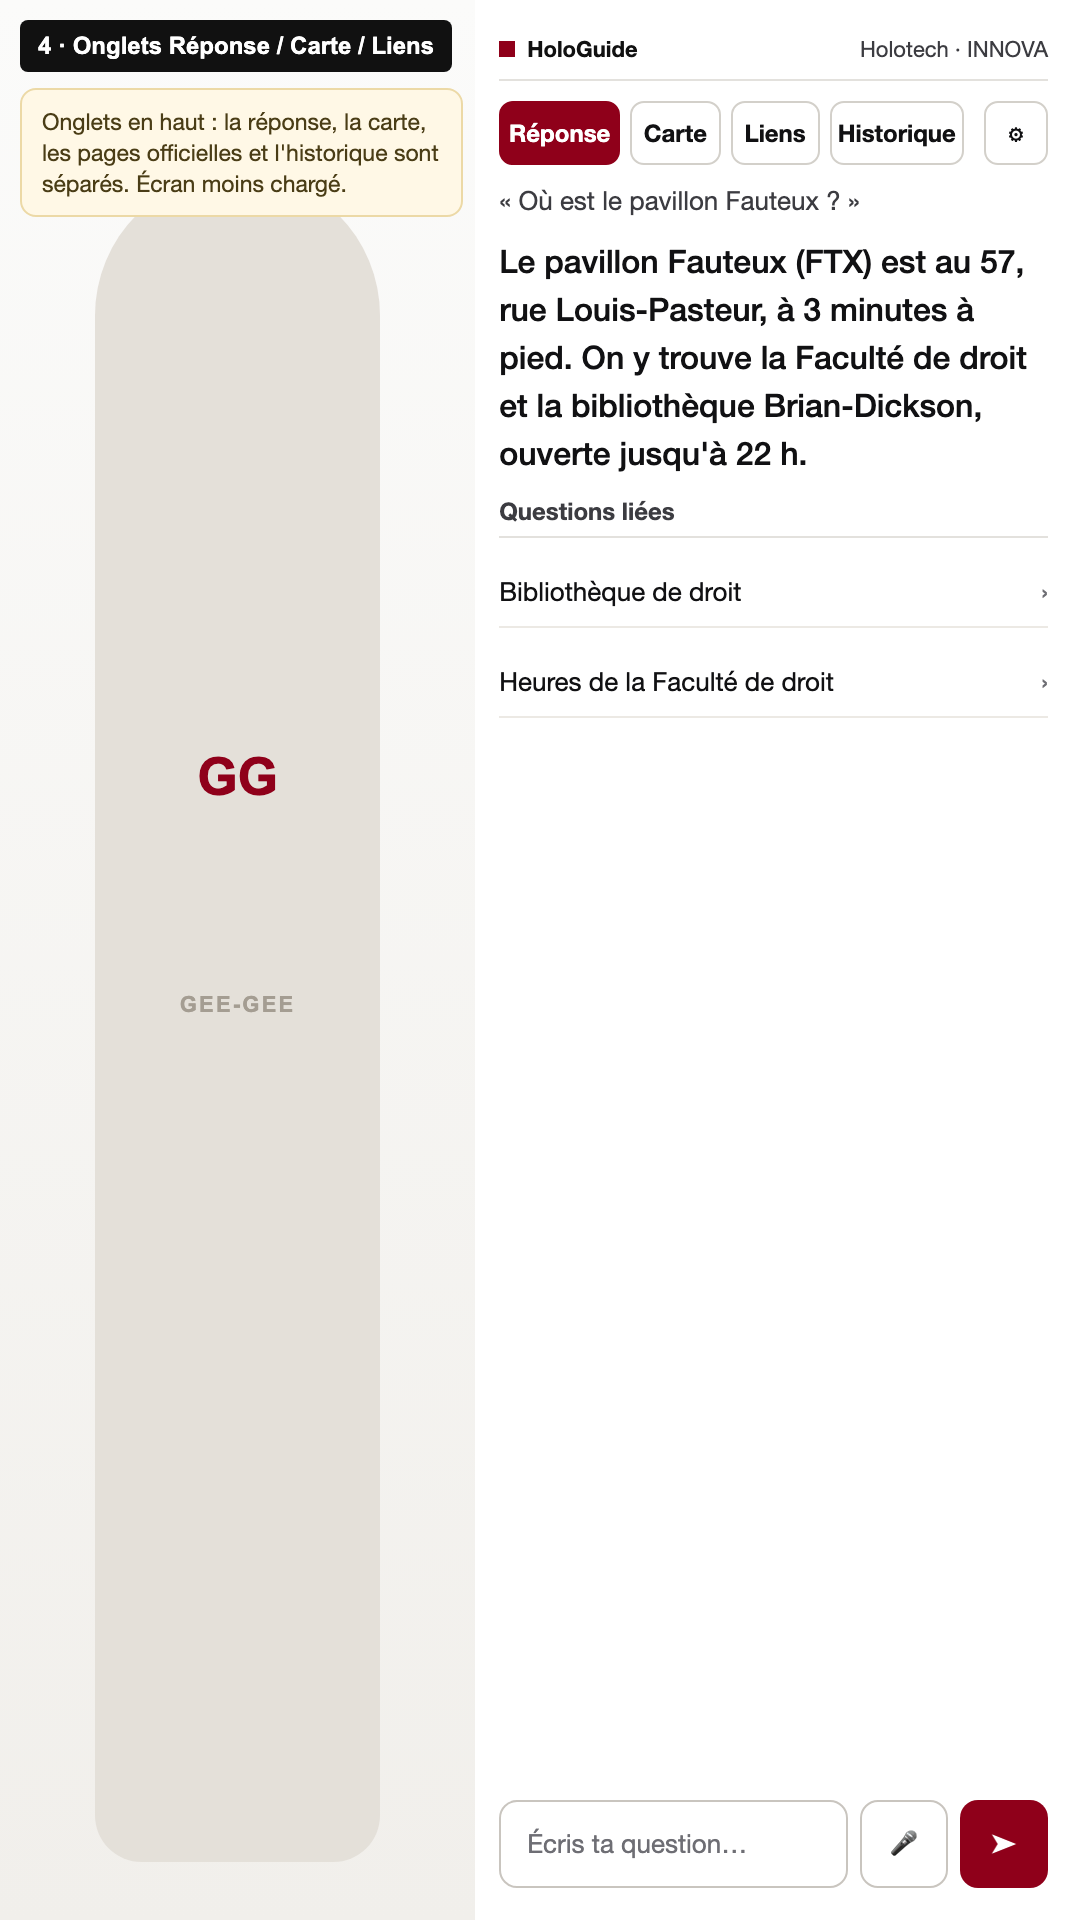 4 · Onglets Réponse / Carte / Liens
Onglets en haut : la réponse, la carte,
les pages officielles et l'historique sont
séparés. Écran moins chargé.
GG
GEE-GEE
HoloGuide
Holotech · INNOVA
Réponse
Carte
Liens
Historique
« Où est le pavillon Fauteux ? »
Le pavillon Fauteux (FTX) est au 57,
rue Louis-Pasteur, à 3 minutes à
pied. On y trouve la Faculté de droit
et la bibliothèque Brian-Dickson,
ouverte jusqu'à 22 h.
Questions liées
Bibliothèque de droit
Heures de la Faculté de droit
Écris ta question…